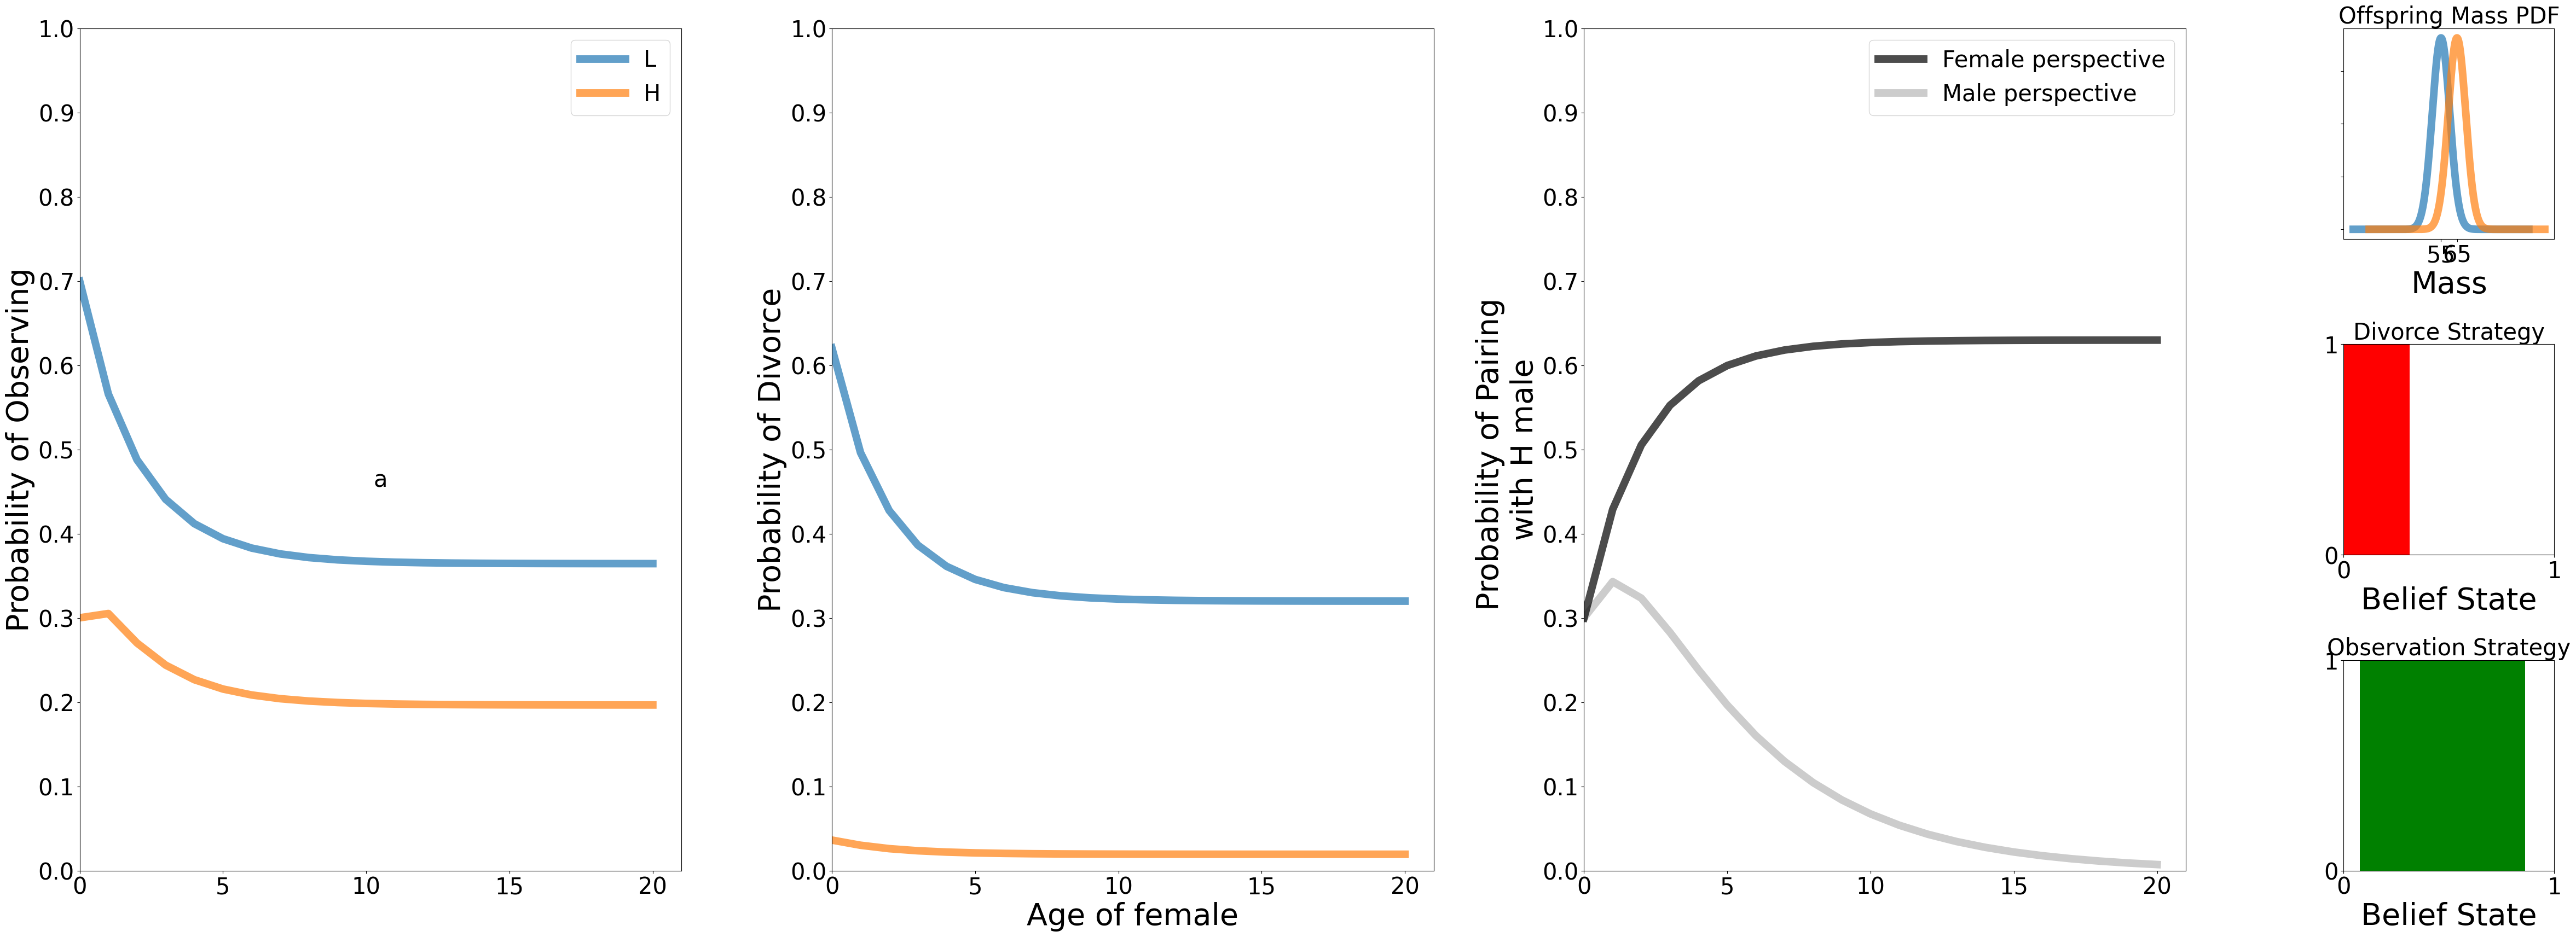 Probability of Observing
1.0
0.9
0.8
0.7
0.6
0.5
0.4
0.3
0.2
0.1
0.0
0 5 10 15 20
L
H
a
Probability of Divorce
1.0
0.9
0.8
0.7
0.6
0.5
0.4
0.3
0.2
0.1
0.0
0 5 10 15 20
Age of female
Probability of Pairing
with H male
1.0
0.9
0.8
0.7
0.6
0.5
0.4
0.3
0.2
0.1
0.0
0 5 10 15 20
Female perspective
Male perspective
Offspring Mass PDF
55 65
Mass
Divorce Strategy
1
0
0 1
Belief State
Observation Strategy
1
0
0 1
Belief State